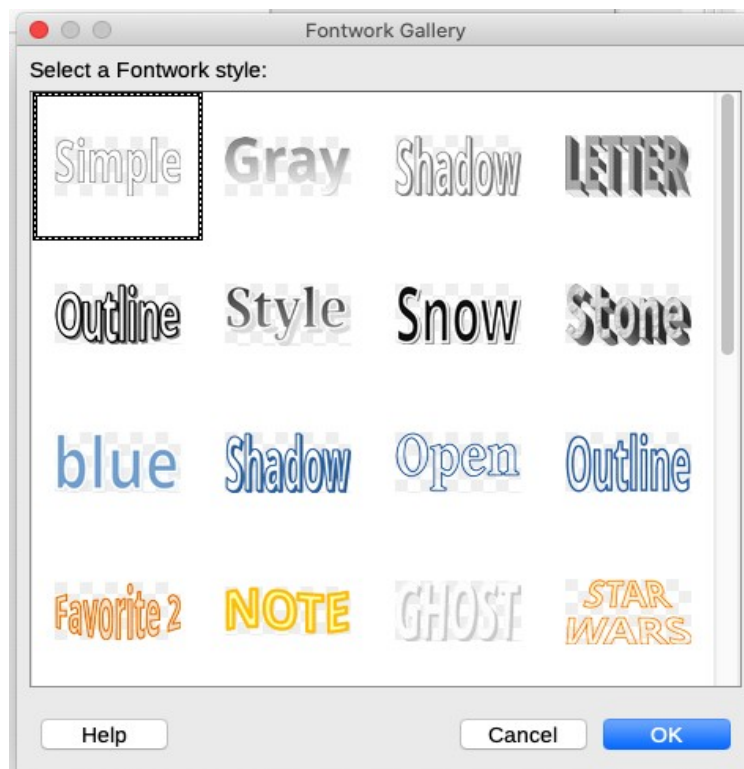 Fontwork Gallery
Select a Fontwork style:
Simple Gray Shadow LETTER
Outline Style Snow Stone
blue Shadow Open Outline
Favorite 2 NOTE GHOST STAR
WARS
Help Cancel OK